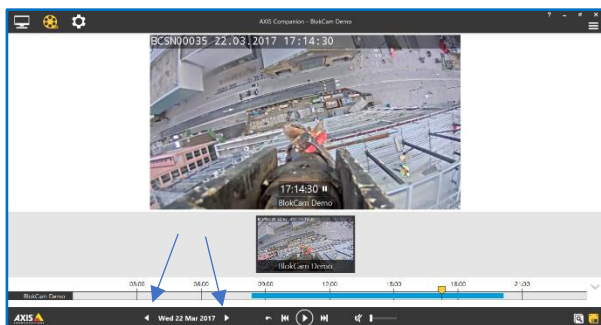 AXIS Companion - BlokCam Demo
BCSN00035 22.03.2017 17:14:30
17:14:30
BlokCam Demo
BlokCam Demo
06:00 09:00 12:00 15:00 18:00 21:00
BlokCam Demo
AXIS
Wed 22 Mar 2017